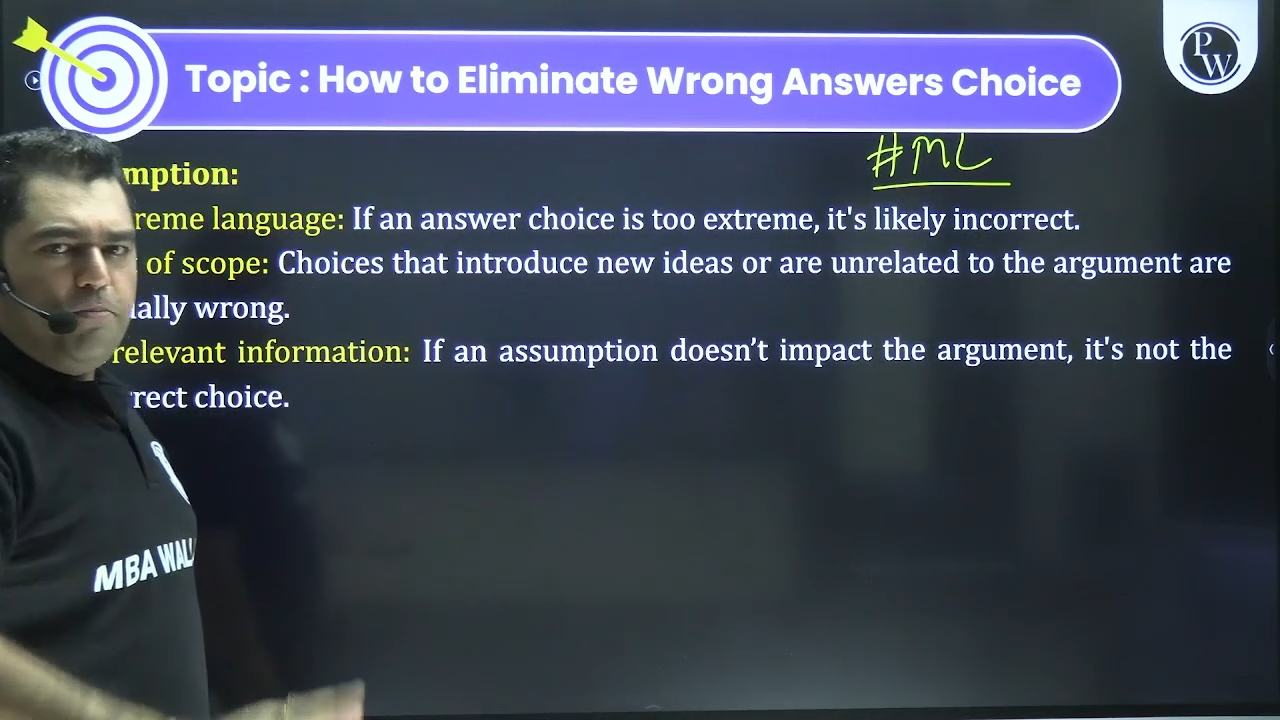 Topic : How to Eliminate Wrong Answers Choice
PW
#ML
mption:
reme language: If an answer choice is too extreme, it's likely incorrect.
of scope: Choices that introduce new ideas or are unrelated to the argument are
ally wrong.
relevant information: If an assumption doesn’t impact the argument, it's not the
rrect choice.
MBA WAL